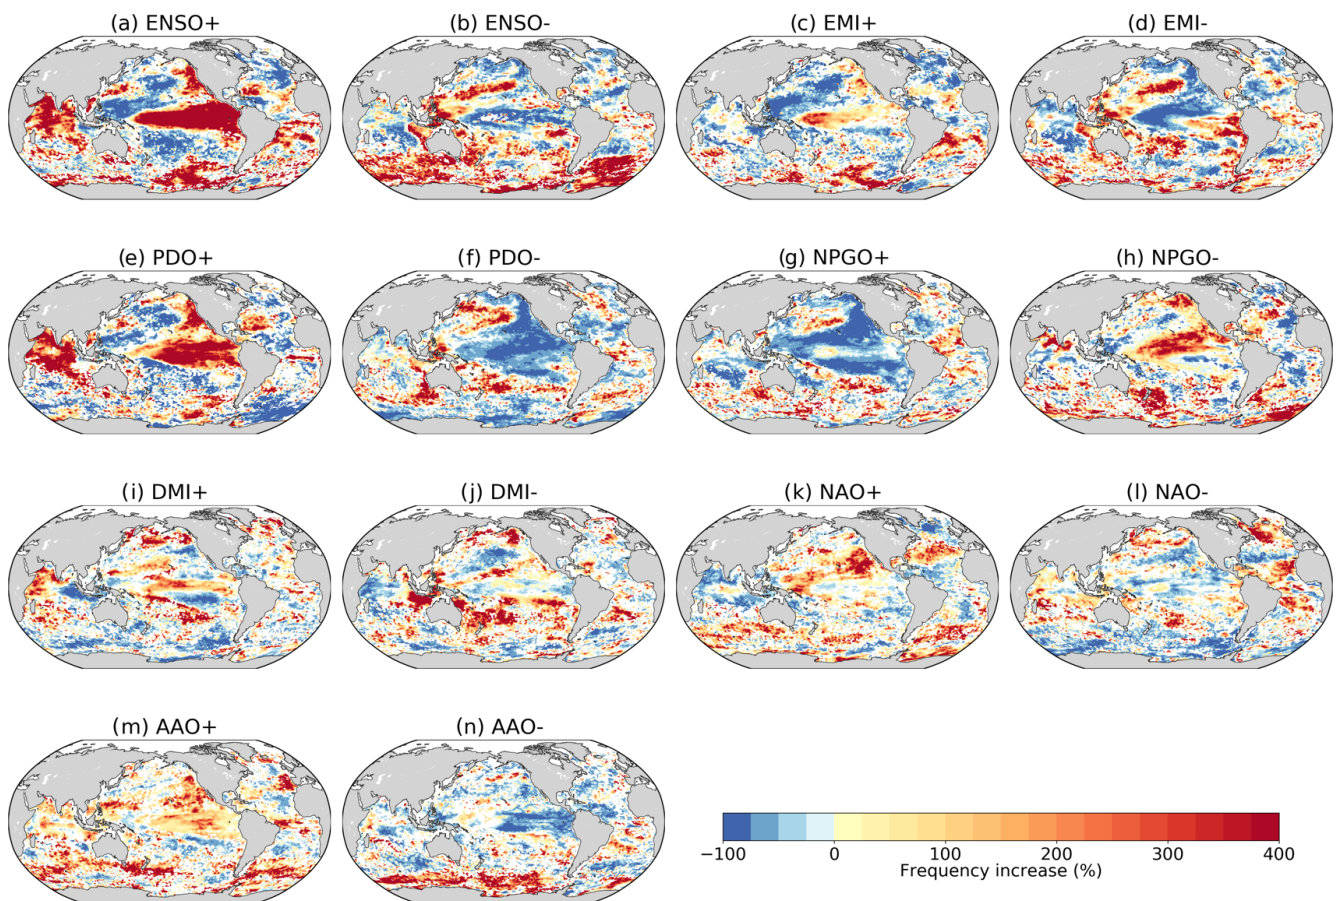 (a) ENSO+
(b) ENSO-
(c) EMI+
(d) EMI-
(e) PDO+
(f) PDO-
(g) NPGO+
(h) NPGO-
(i) DMI+
(j) DMI-
(k) NAO+
(l) NAO-
(m) AAO+
(n) AAO-
−100 0 100 200 300 400
Frequency increase (%)